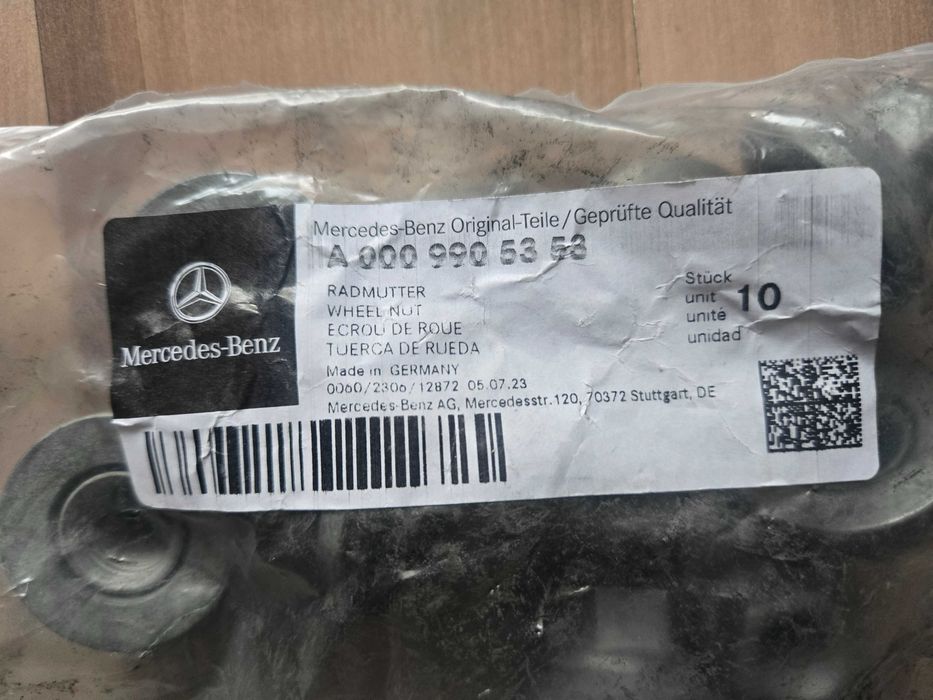 Mercedes-Benz Original-Teile/Geprüfte Qualität
A 000 990 53 53
RADMUTTER
WHEEL NUT
ECROU DE ROUE
TUERCA DE RUEDA
Made in GERMANY
0060/2306/12872 05.07.23
Mercedes-Benz AG, Mercedesstr.120, 70372 Stuttgart, DE
Stück
unit 10
unité
unidad
Mercedes-Benz